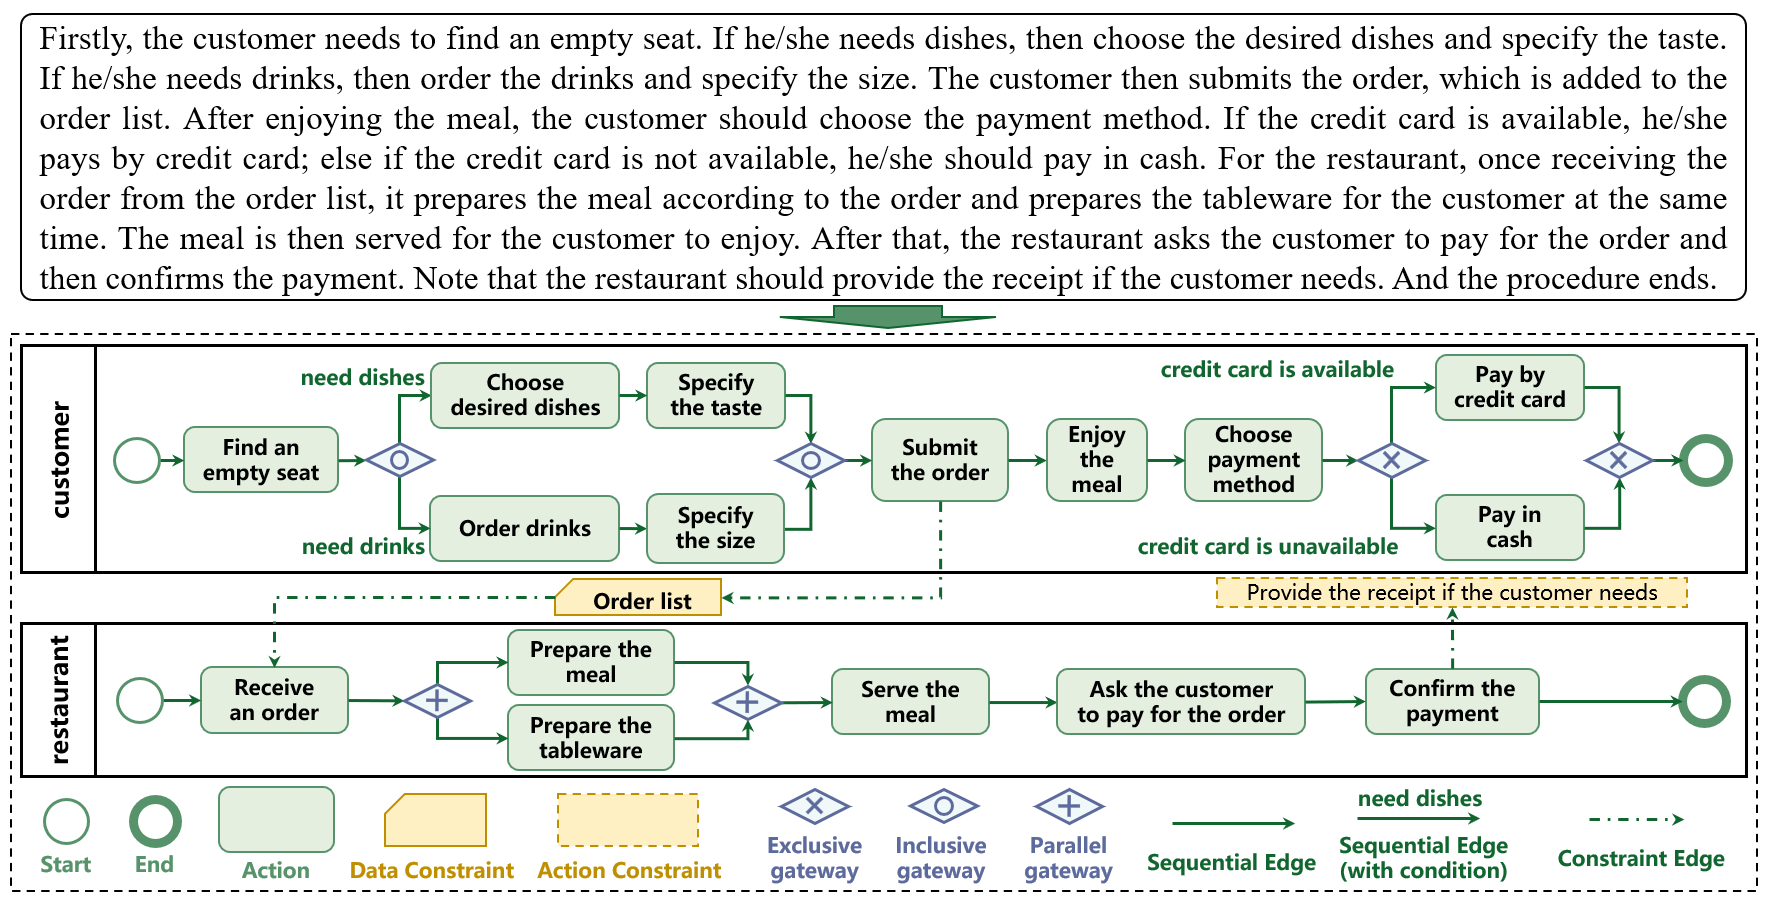 Firstly, the customer needs to find an empty seat. If he/she needs dishes, then choose the desired dishes and specify the taste.
If he/she needs drinks, then order the drinks and specify the size. The customer then submits the order, which is added to the
order list. After enjoying the meal, the customer should choose the payment method. If the credit card is available, he/she
pays by credit card; else if the credit card is not available, he/she should pay in cash. For the restaurant, once receiving the
order from the order list, it prepares the meal according to the order and prepares the tableware for the customer at the same
time. The meal is then served for the customer to enjoy. After that, the restaurant asks the customer to pay for the order and
then confirms the payment. Note that the restaurant should provide the receipt if the customer needs. And the procedure ends.
customer
Find an
empty seat
need dishes
Choose
desired dishes
Specify
the taste
need drinks
Order drinks
Specify
the size
Submit
the order
Enjoy
the
meal
Choose
payment
method
credit card is available
Pay by
credit card
credit card is unavailable
Pay in
cash
Order list
Provide the receipt if the customer needs
restaurant
Receive
an order
Prepare the
meal
Prepare the
tableware
Serve the
meal
Ask the customer
to pay for the order
Confirm the
payment
Start
End
Action
Data Constraint
Action Constraint
Exclusive
gateway
Inclusive
gateway
Parallel
gateway
Sequential Edge
need dishes
Sequential Edge
(with condition)
Constraint Edge